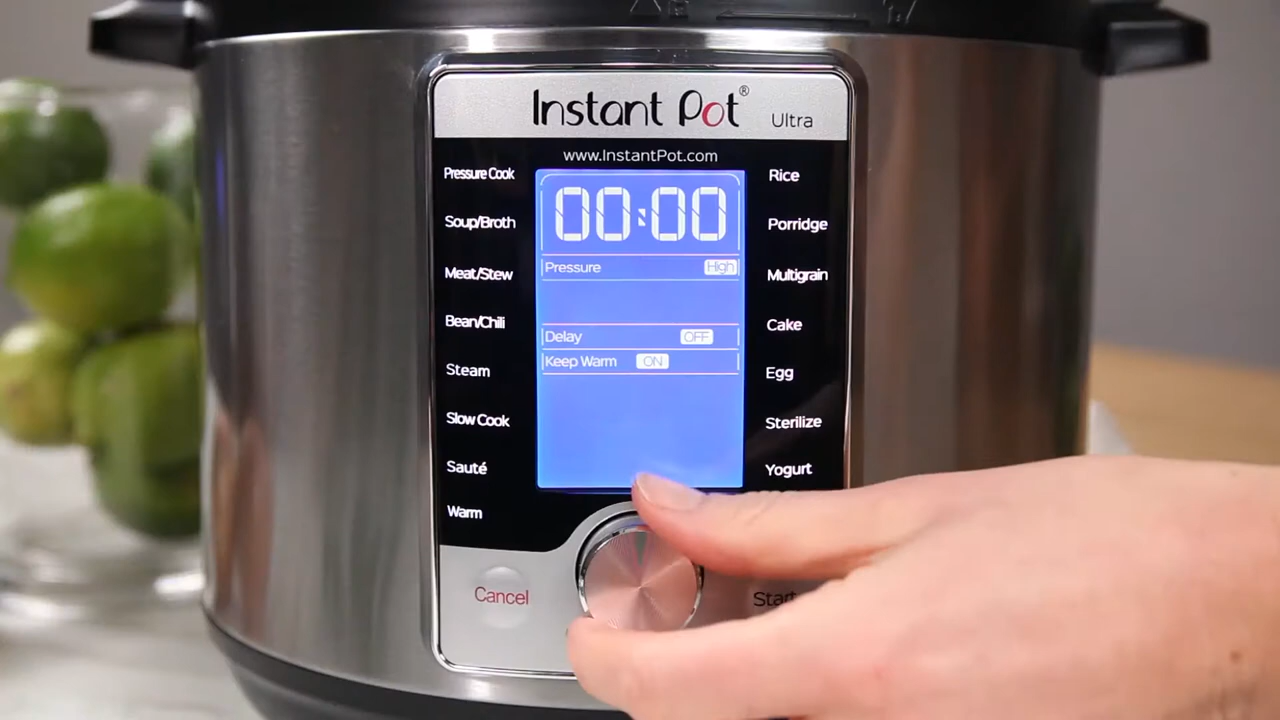 Instant Pot® Ultra
www.InstantPot.com
Pressure Cook
Soup/Broth
Meat/Stew
Bean/Chili
Steam
Slow Cook
Sauté
Warm
00:00
Pressure High
Delay OFF
Keep Warm ON
Rice
Porridge
Multigrain
Cake
Egg
Sterilize
Yogurt
Cancel
Start